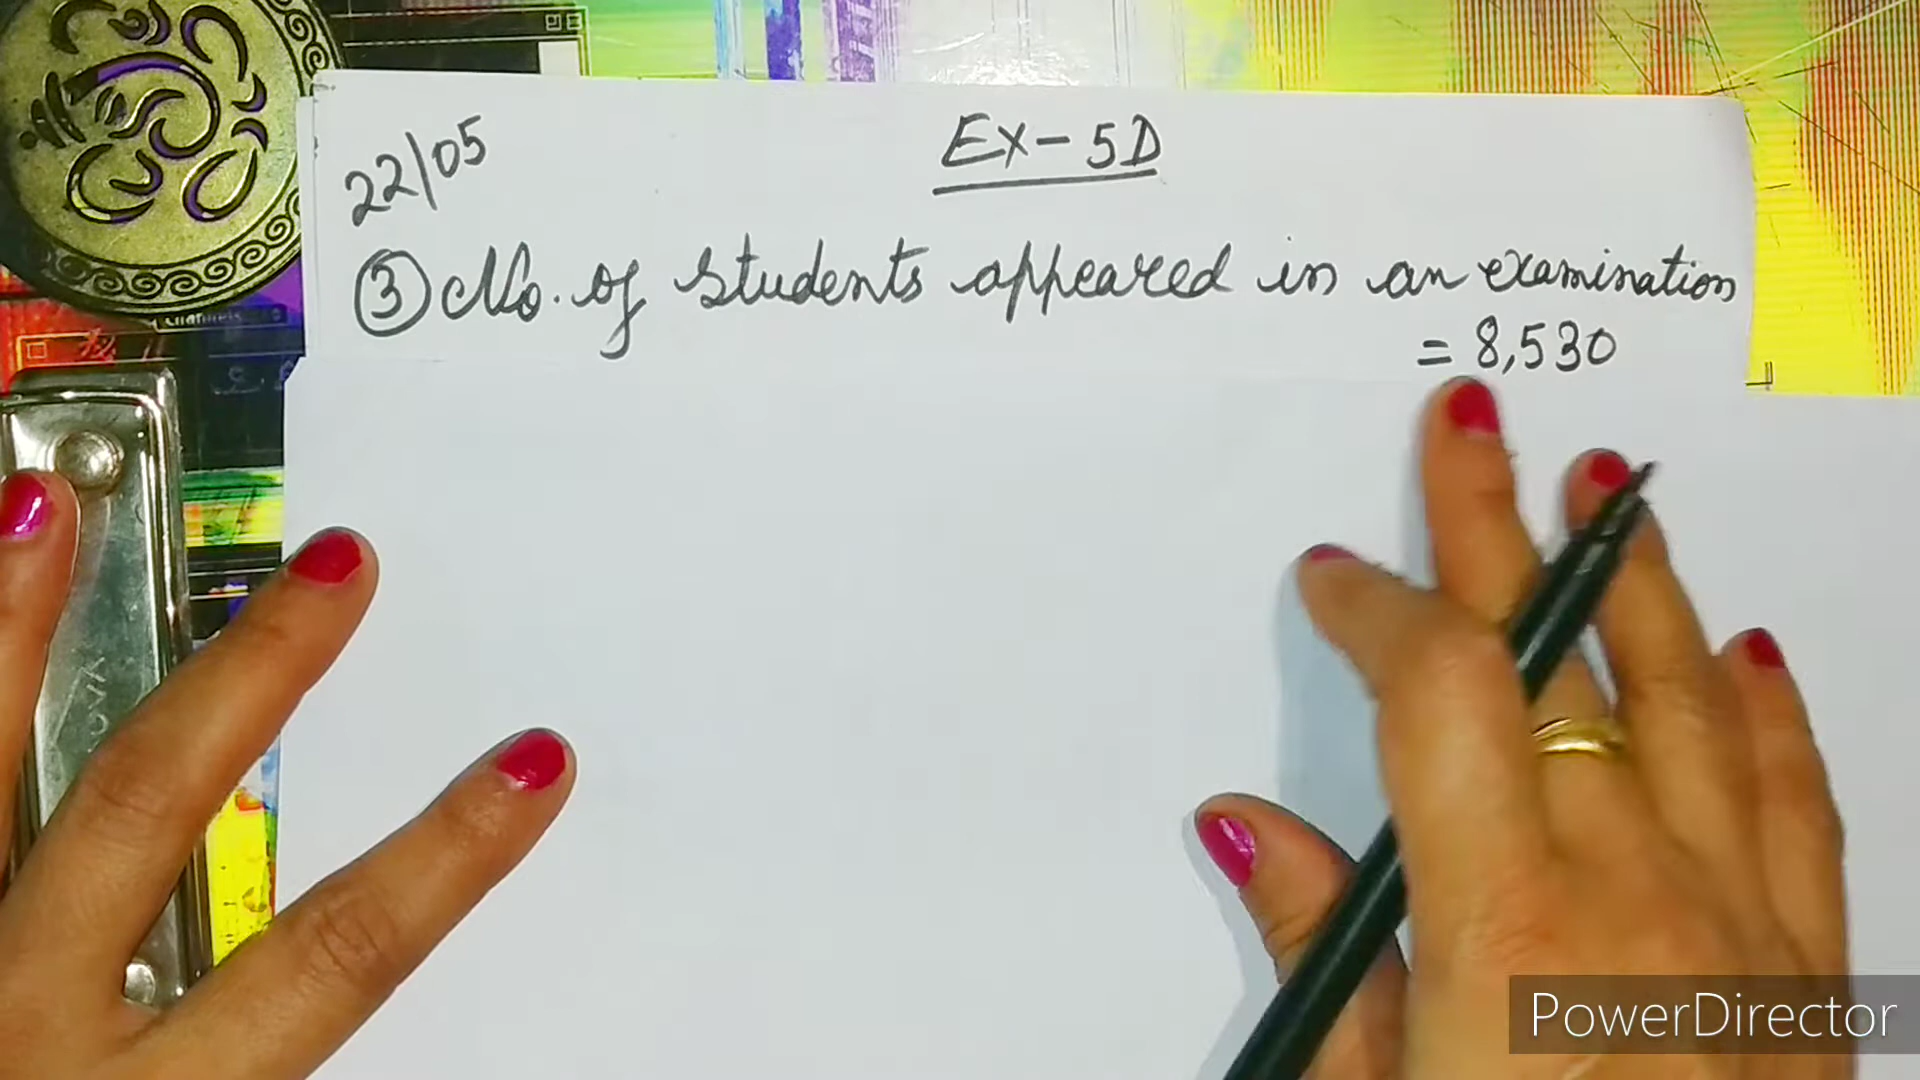 22/05
Ex-5D
③ No. of students appeared in an examination
= 8,530
PowerDirector